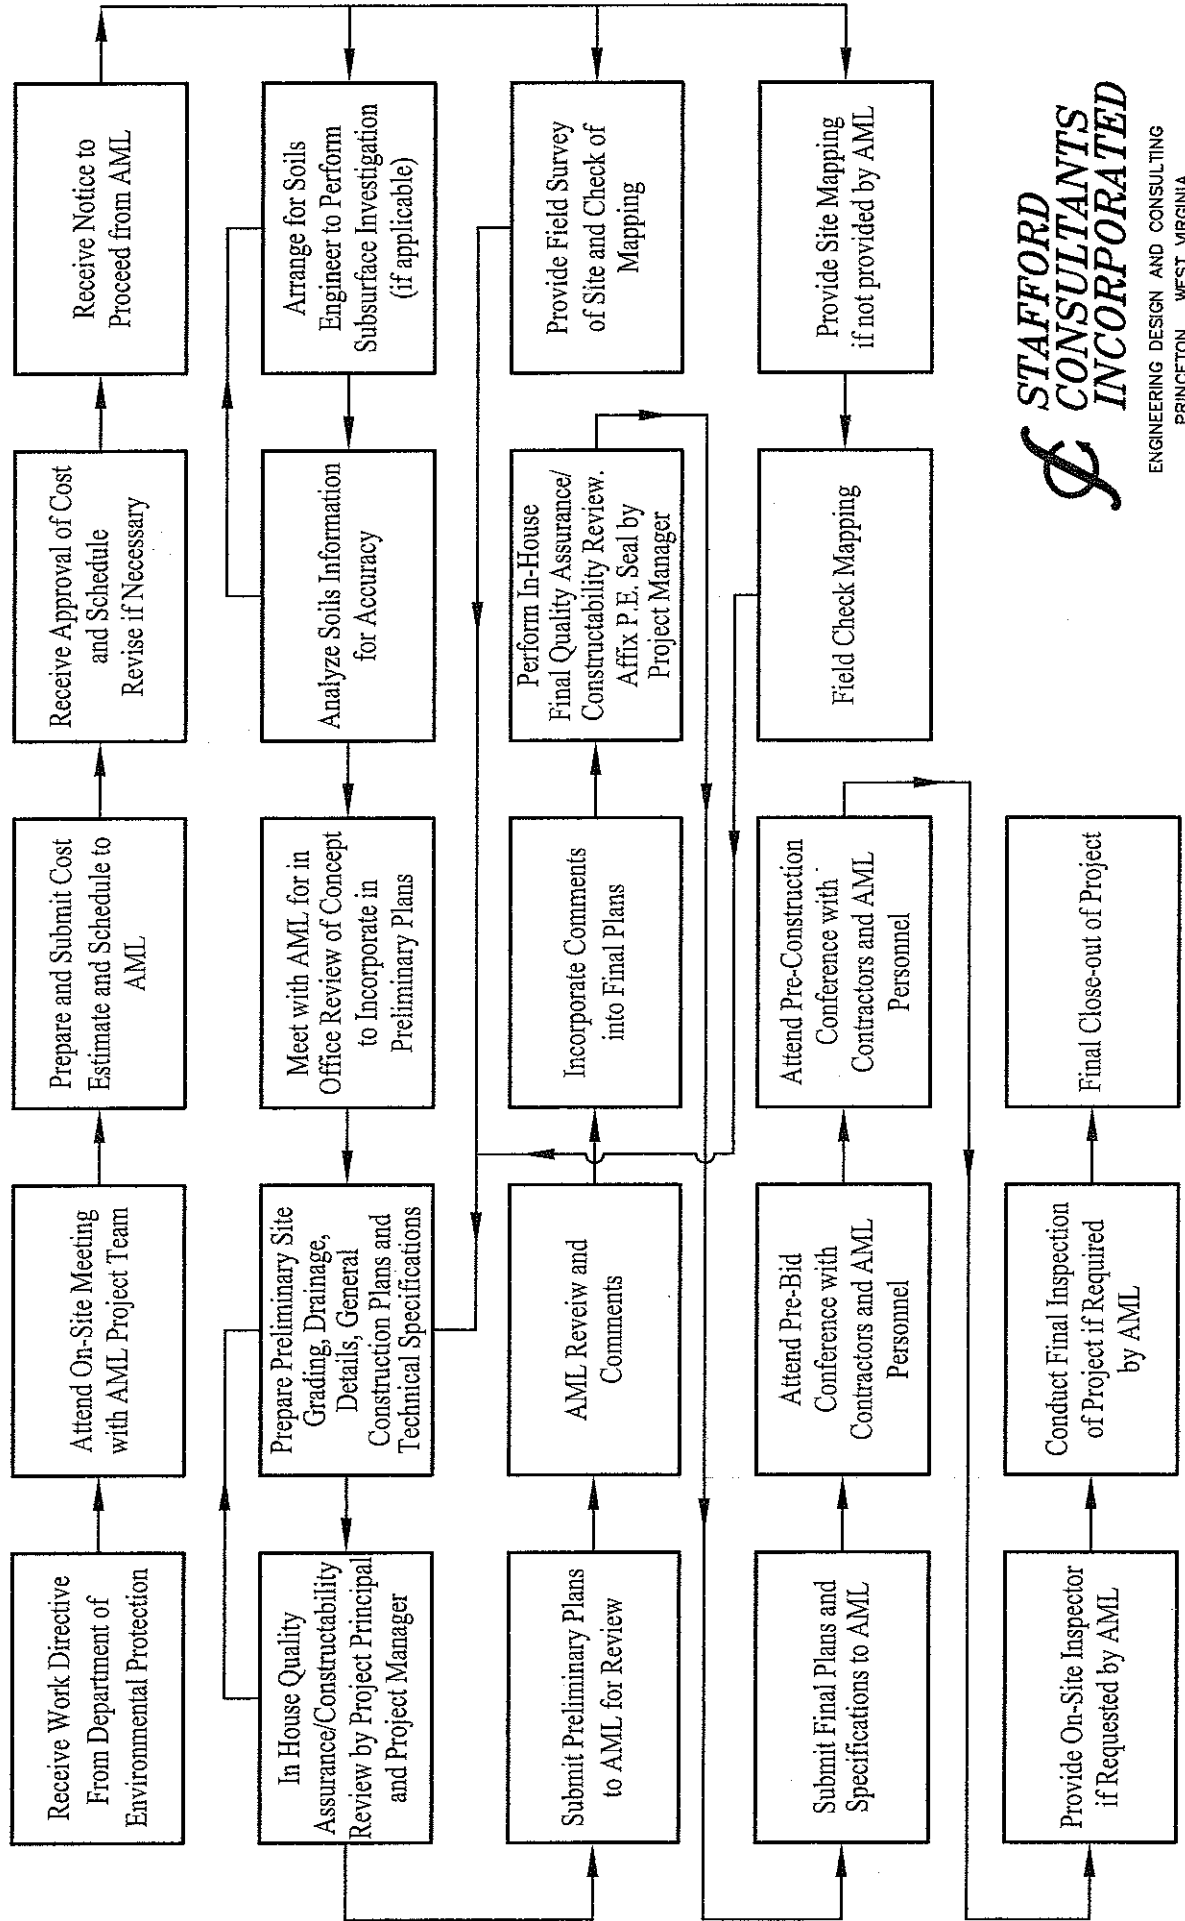 Receive Work Directive
From Department of
Environmental Protection
Attend On-Site Meeting
with AML Project Team
Prepare and Submit Cost
Estimate and Schedule to
AML
Receive Approval of Cost
and Schedule
Revise if Necessary
Receive Notice to
Proceed from AML
In House Quality
Assurance/Constructability
Review by Project Principal
and Project Manager
Prepare Preliminary Site
Grading, Drainage,
Details, General
Construction Plans and
Technical Specifications
Meet with AML for in
Office Review of Concept
to Incorporate in
Preliminary Plans
Analyze Soils Information
for Accuracy
Arrange for Soils
Engineer to Perform
Subsurface Investigation
(if applicable)
Submit Preliminary Plans
to AML for Review
AML Reveiw and
Comments
Incorporate Comments
into Final Plans
Perform In-House
Final Quality Assurance/
Constructability Review.
Affix P.E. Seal by
Project Manager
Provide Field Survey
of Site and Check of
Mapping
Submit Final Plans and
Specifications to AML
Attend Pre-Bid
Conference with
Contractors and AML
Personnel
Attend Pre-Construction
Conference with
Contractors and AML
Personnel
Field Check Mapping
Provide Site Mapping
if not provided by AML
Provide On-Site Inspector
if Requested by AML
Conduct Final Inspection
of Project if Required
by AML
Final Close-out of Project
STAFFORD
CONSULTANTS
INCORPORATED
ENGINEERING DESIGN AND CONSULTING
PRINCETON WEST VIRGINIA